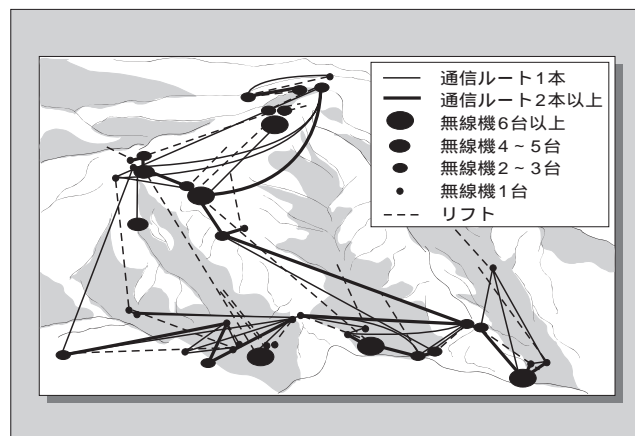 通信ルート1本
通信ルート2本以上
無線機6台以上
無線機4~5台
無線機2~3台
無線機1台
リフト